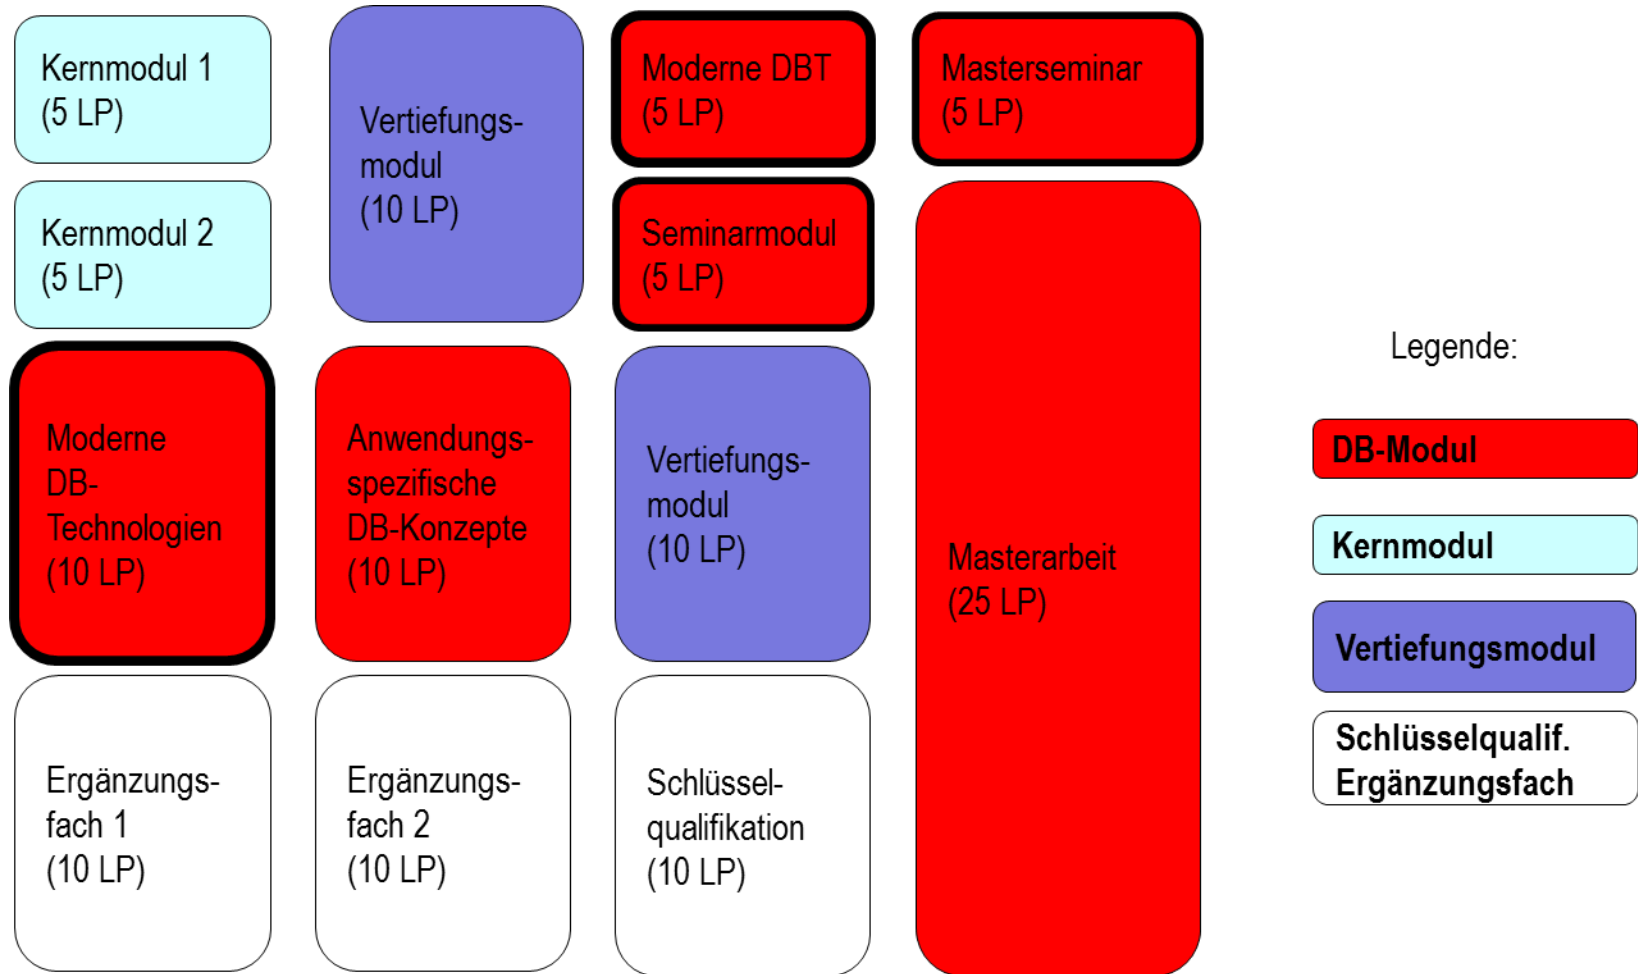 Kernmodul 1
(5 LP)
Kernmodul 2
(5 LP)
Moderne
DB-
Technologien
(10 LP)
Ergänzungs-
fach 1
(10 LP)
Vertiefungs-
modul
(10 LP)
Anwendungs-
spezifische
DB-Konzepte
(10 LP)
Ergänzungs-
fach 2
(10 LP)
Moderne DBT
(5 LP)
Seminarmodul
(5 LP)
Vertiefungs-
modul
(10 LP)
Schlüssel-
qualifikation
(10 LP)
Masterseminar
(5 LP)
Masterarbeit
(25 LP)
Legende:
DB-Modul
Kernmodul
Vertiefungsmodul
Schlüsselqualif.
Ergänzungsfach